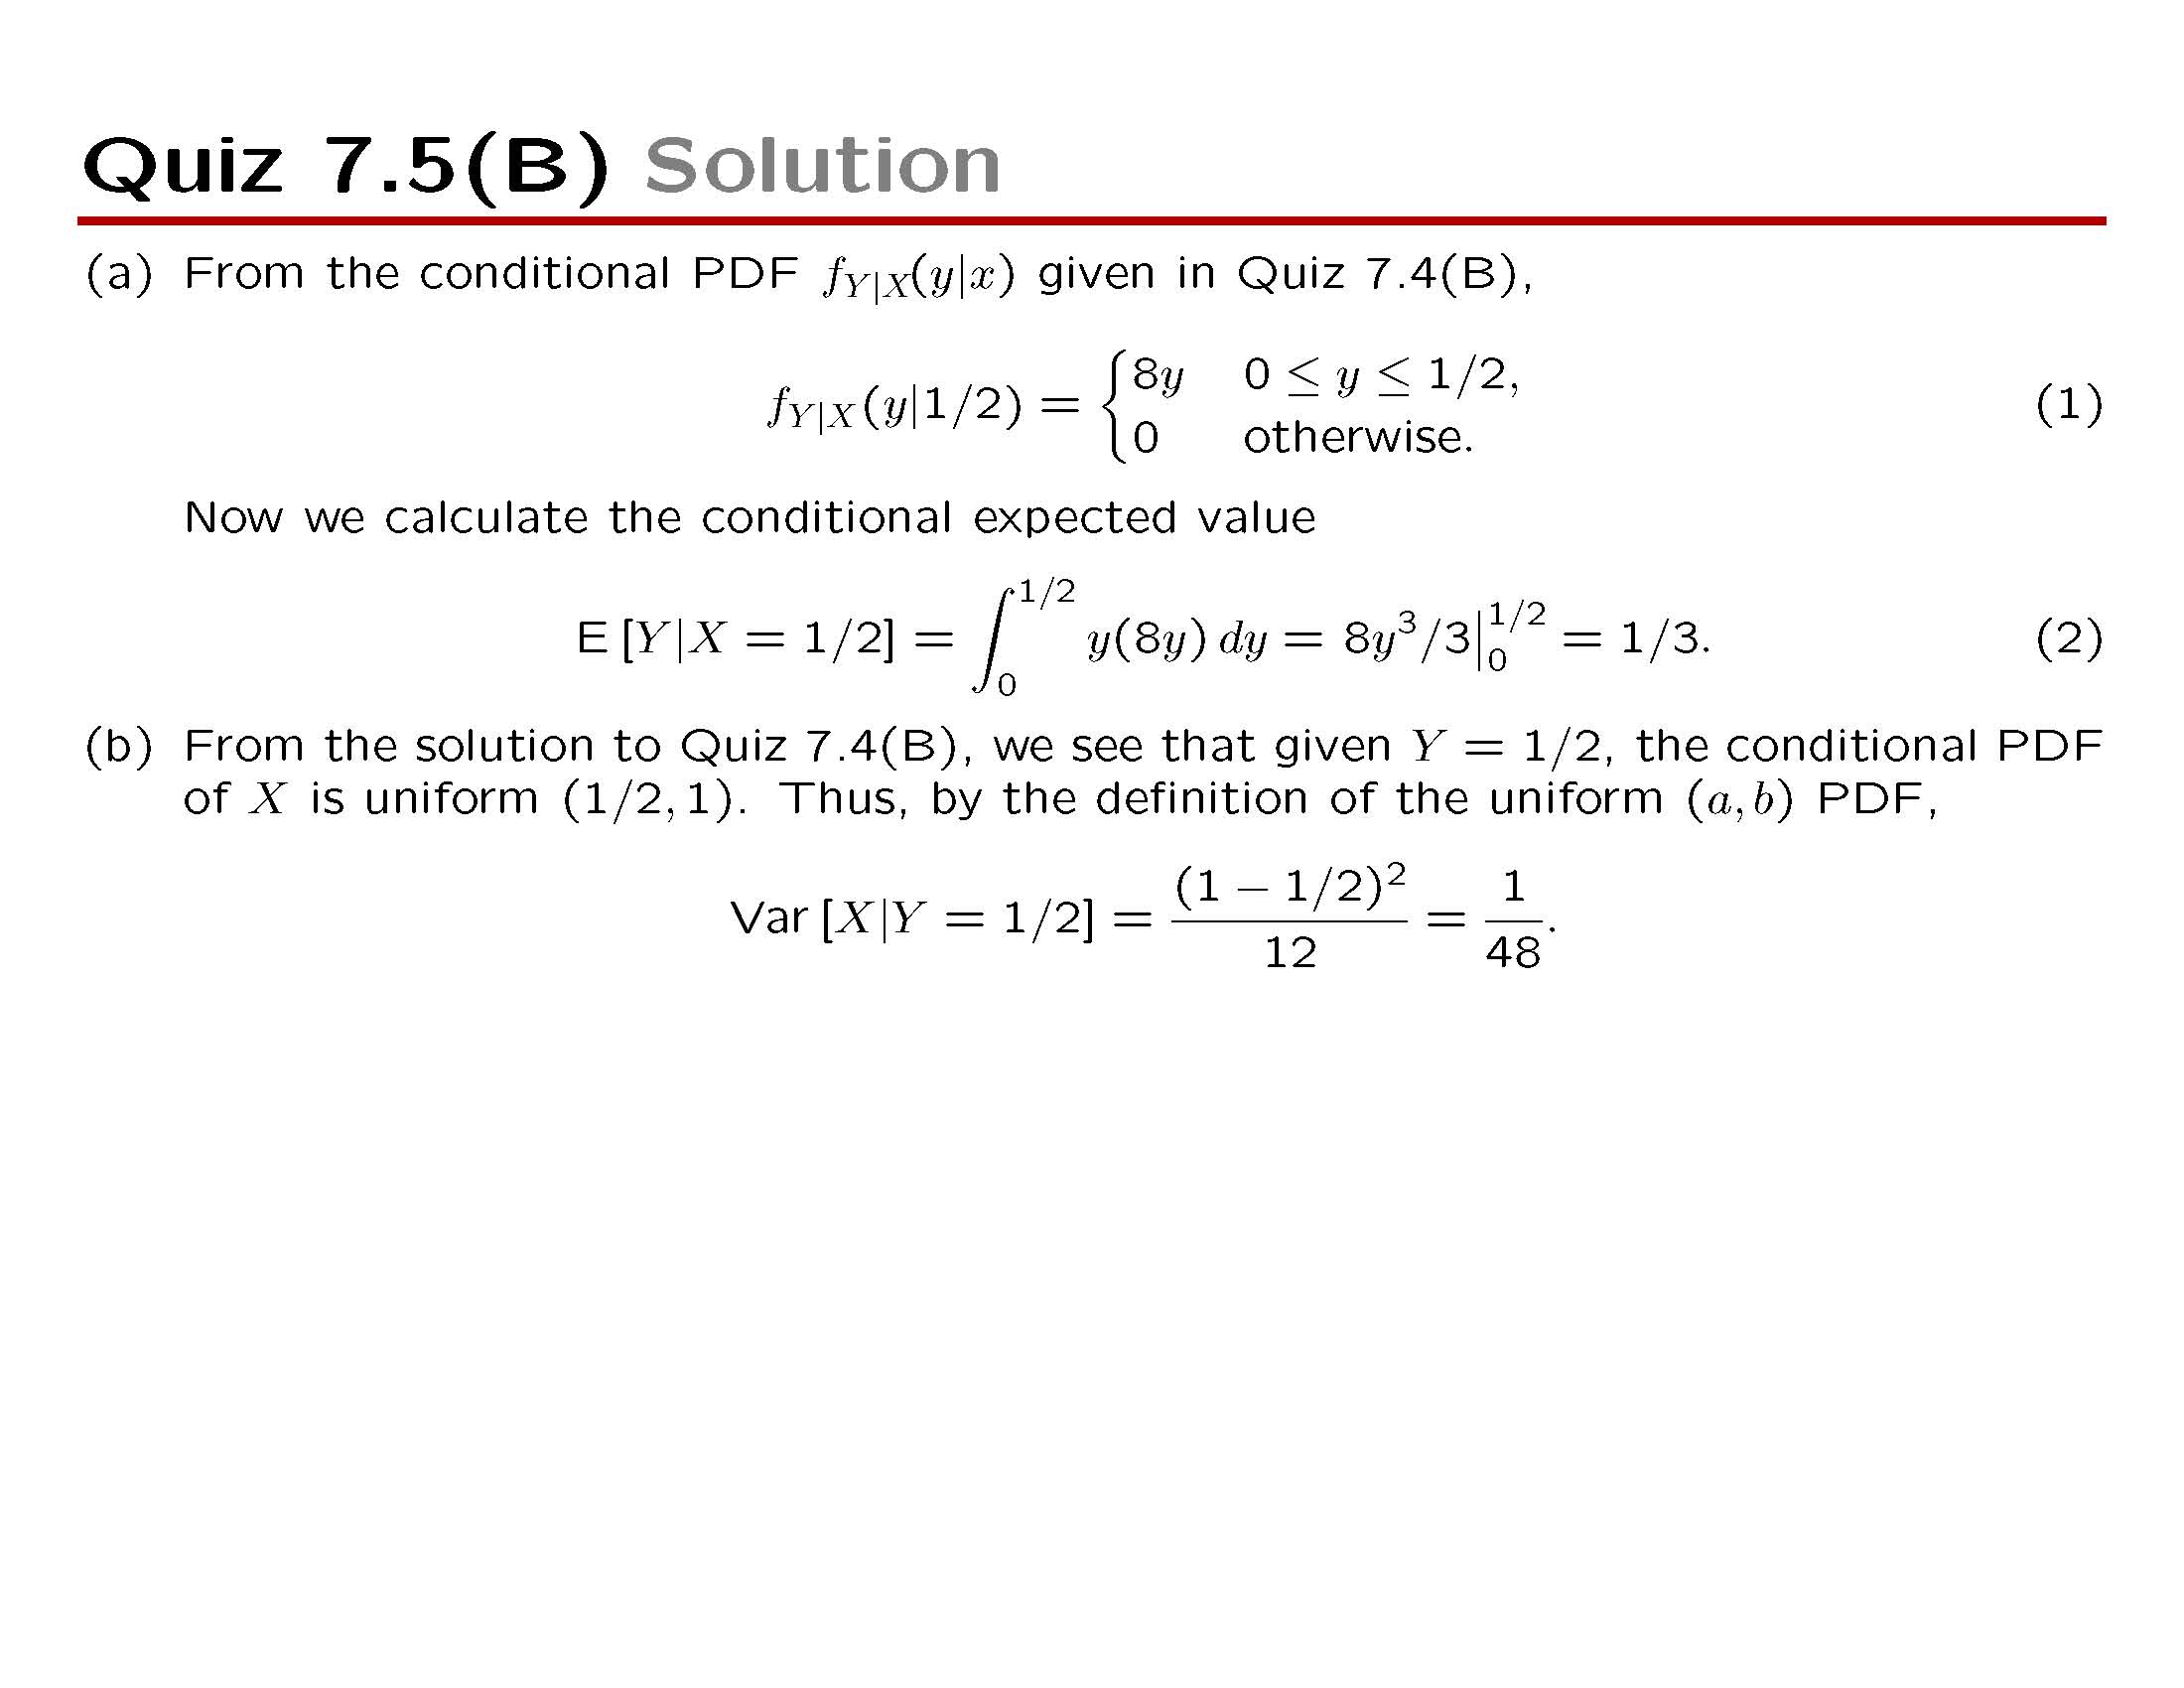 Quiz 7.5(B) Solution
(a) From the conditional PDF f_{Y|X}(y|x) given in Quiz 7.4(B),
f_{Y|X}(y|1/2) = { 8y 0 ≤ y ≤ 1/2,
0 otherwise. (1)
Now we calculate the conditional expected value
E [Y|X = 1/2] = ∫_0^{1/2} y(8y) dy = 8y^3/3|_0^{1/2} = 1/3. (2)
(b) From the solution to Quiz 7.4(B), we see that given Y = 1/2, the conditional PDF
of X is uniform (1/2, 1). Thus, by the definition of the uniform (a, b) PDF,
Var [X|Y = 1/2] = (1 − 1/2)^2 / 12 = 1/48.